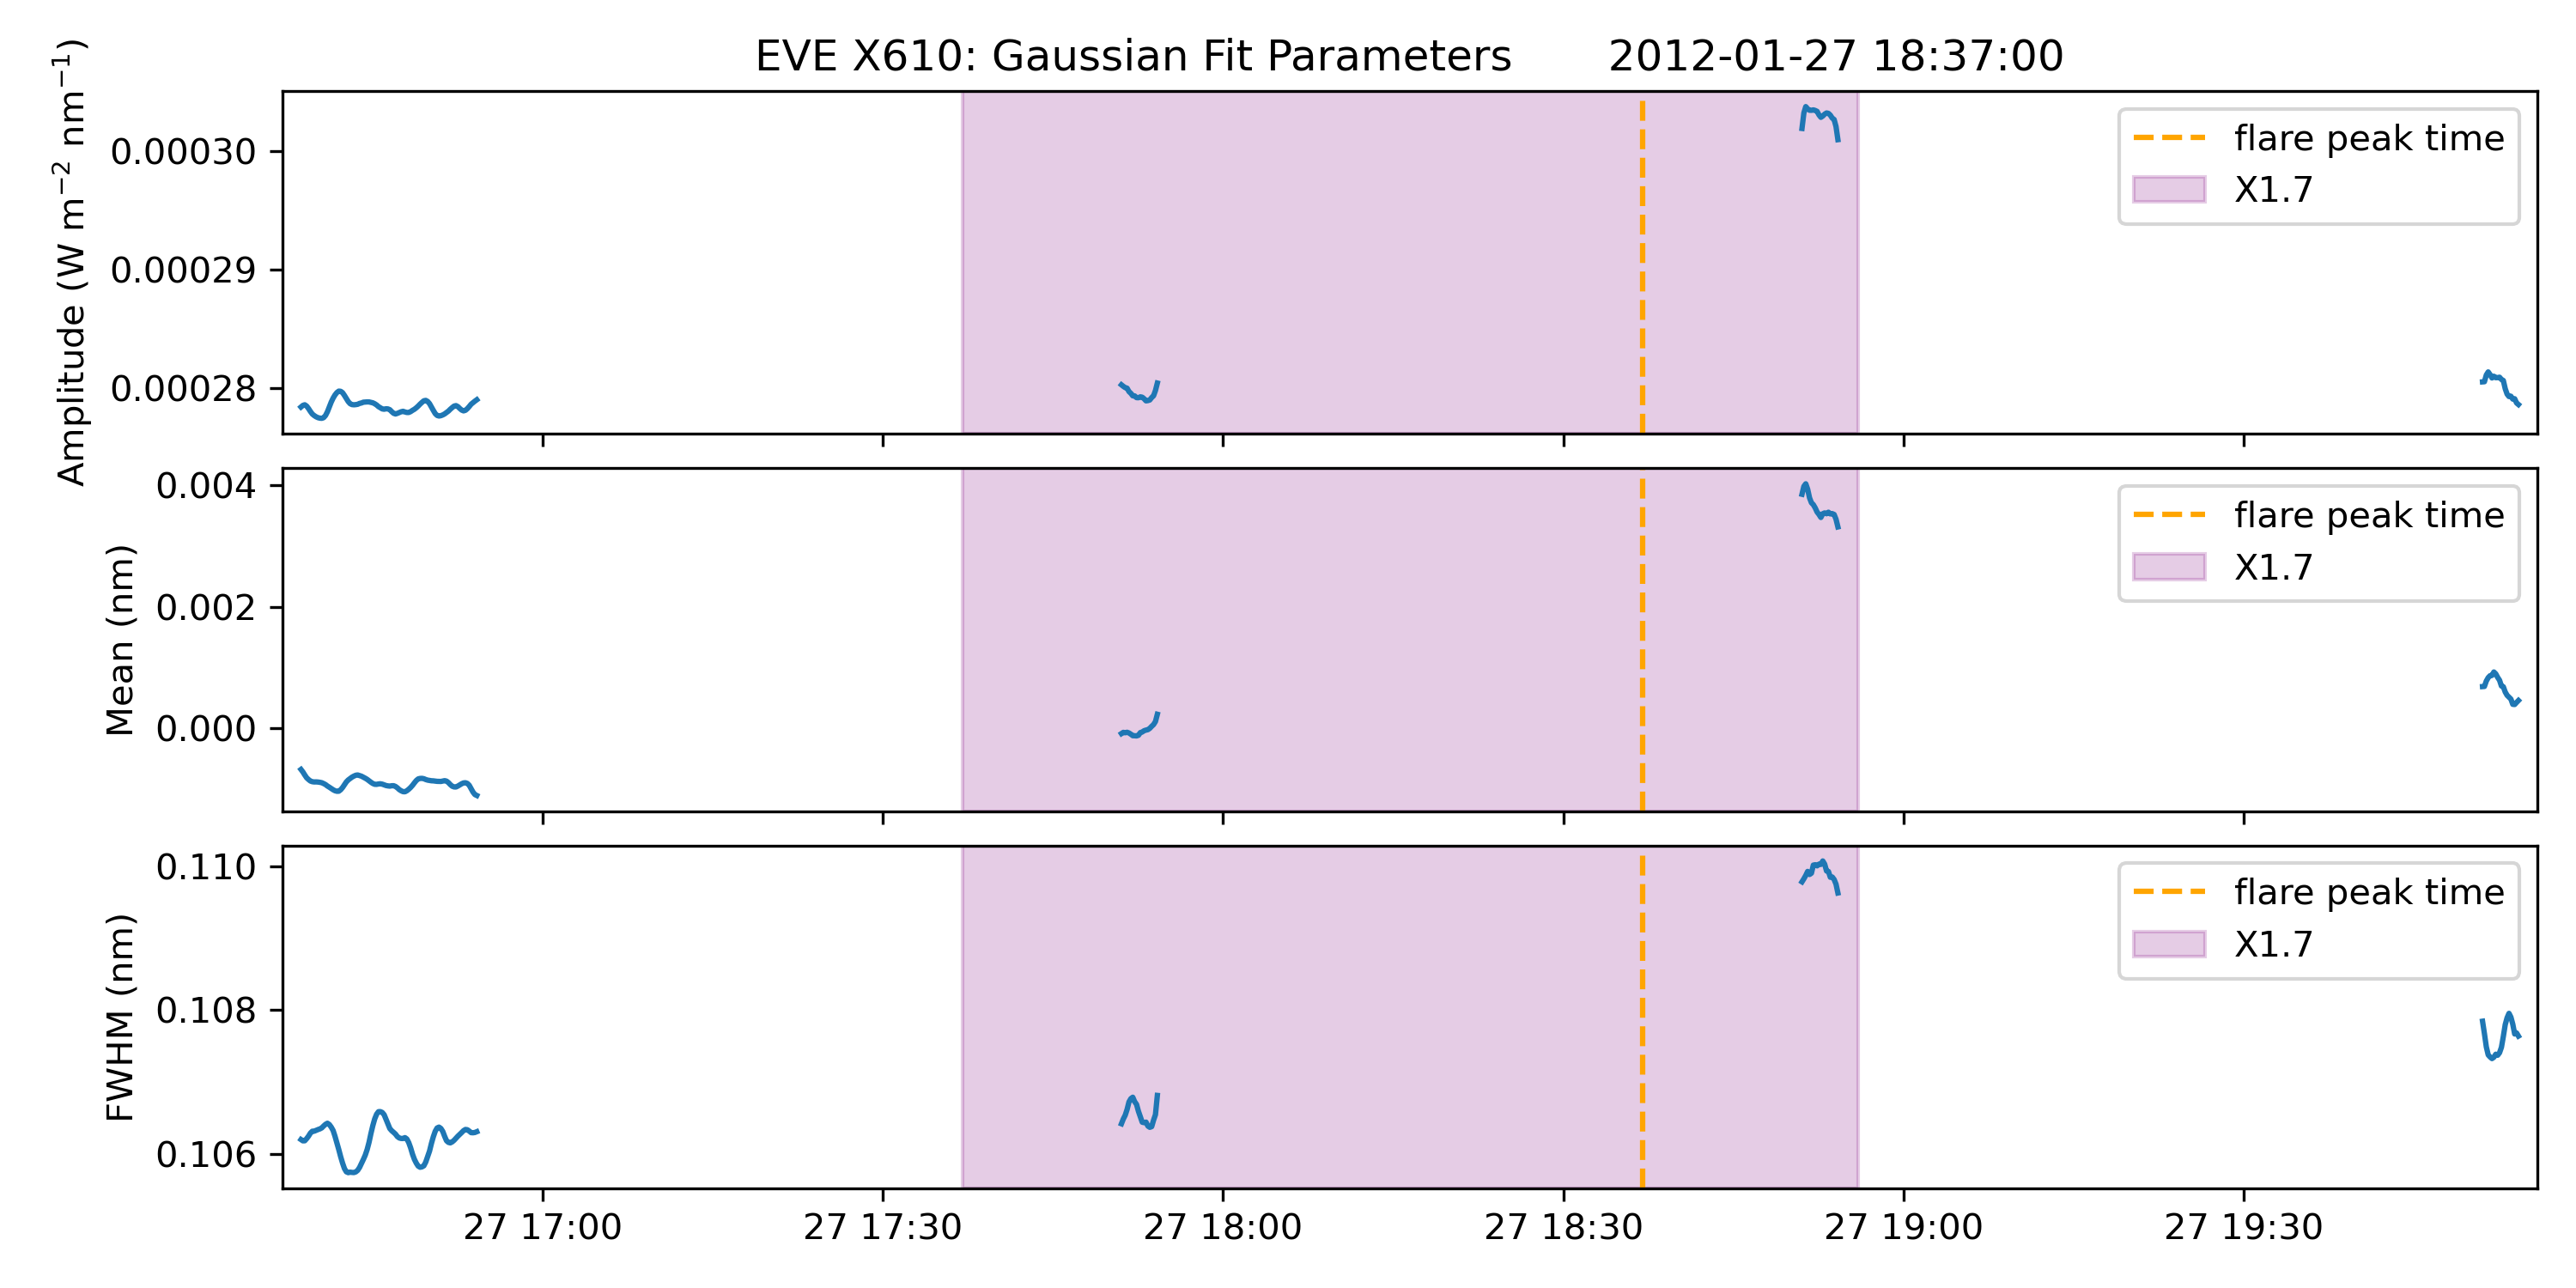 EVE X610: Gaussian Fit Parameters 2012-01-27 18:37:00
Amplitude (W m⁻² nm⁻¹)
0.00030
0.00029
0.00028
flare peak time
X1.7
Mean (nm)
0.004
0.002
0.000
flare peak time
X1.7
FWHM (nm)
0.110
0.108
0.106
flare peak time
X1.7
27 17:00 27 17:30 27 18:00 27 18:30 27 19:00 27 19:30